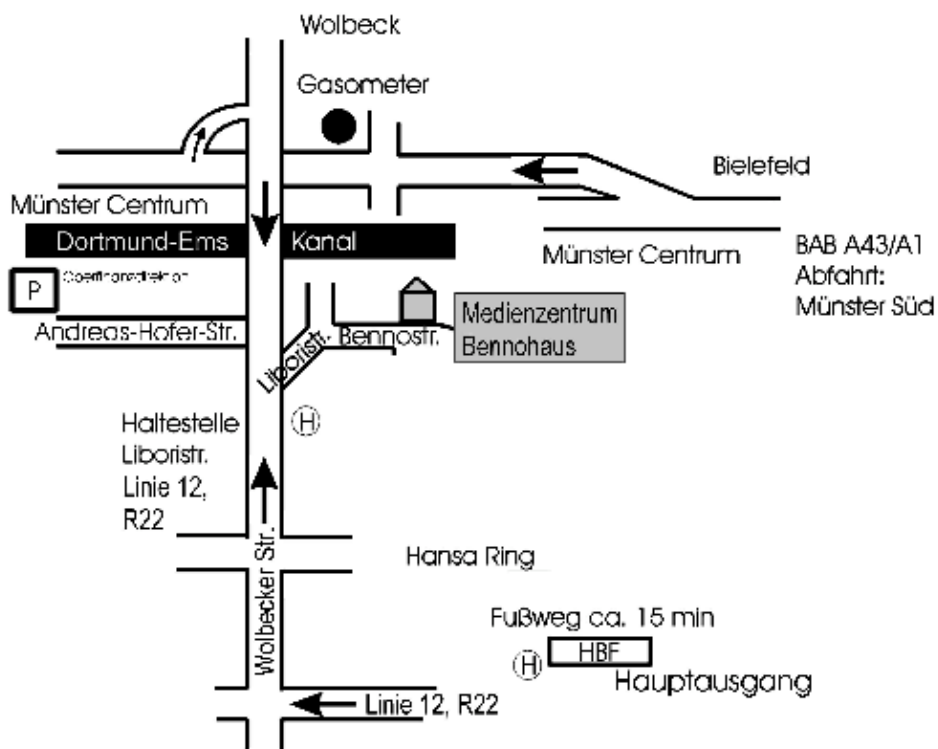 Wolbeck
Gasometer
Bielefeld
Münster Centrum
Dortmund-Ems Kanal
Münster Centrum
BAB A43/A1
Abfahrt:
Münster Süd
P
Oberfinanzdirektion
Medienzentrum
Bennohaus
Andreas-Hofer-Str.
Liboristr.
Bennostr.
Haltestelle
Liboristr.
Linie 12,
R22
H
Wolbecker Str.
Hansa Ring
Fußweg ca. 15 min
H
HBF
Hauptausgang
Linie 12, R22